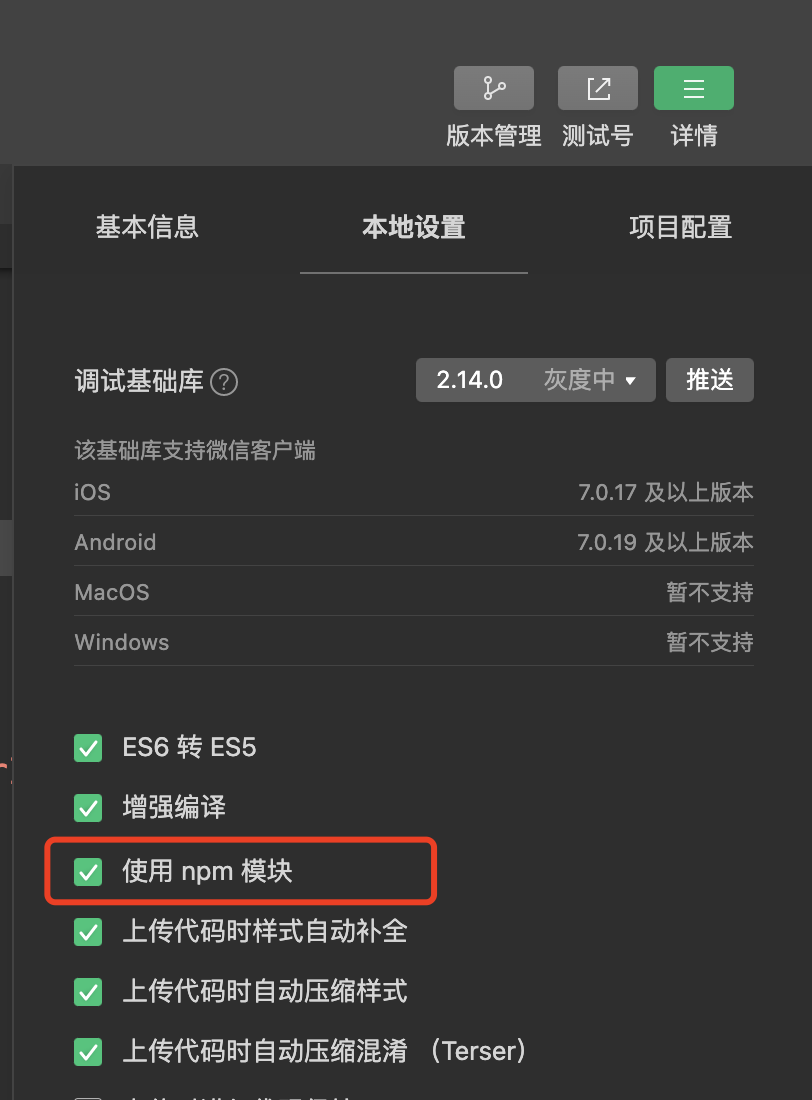 版本管理 测试号 详情
基本信息 本地设置 项目配置
调试基础库 ? 2.14.0 灰度中 推送
该基础库支持微信客户端
iOS 7.0.17 及以上版本
Android 7.0.19 及以上版本
MacOS 暂不支持
Windows 暂不支持
ES6 转 ES5
增强编译
使用 npm 模块
上传代码时样式自动补全
上传代码时自动压缩样式
上传代码时自动压缩混淆 （Terser）